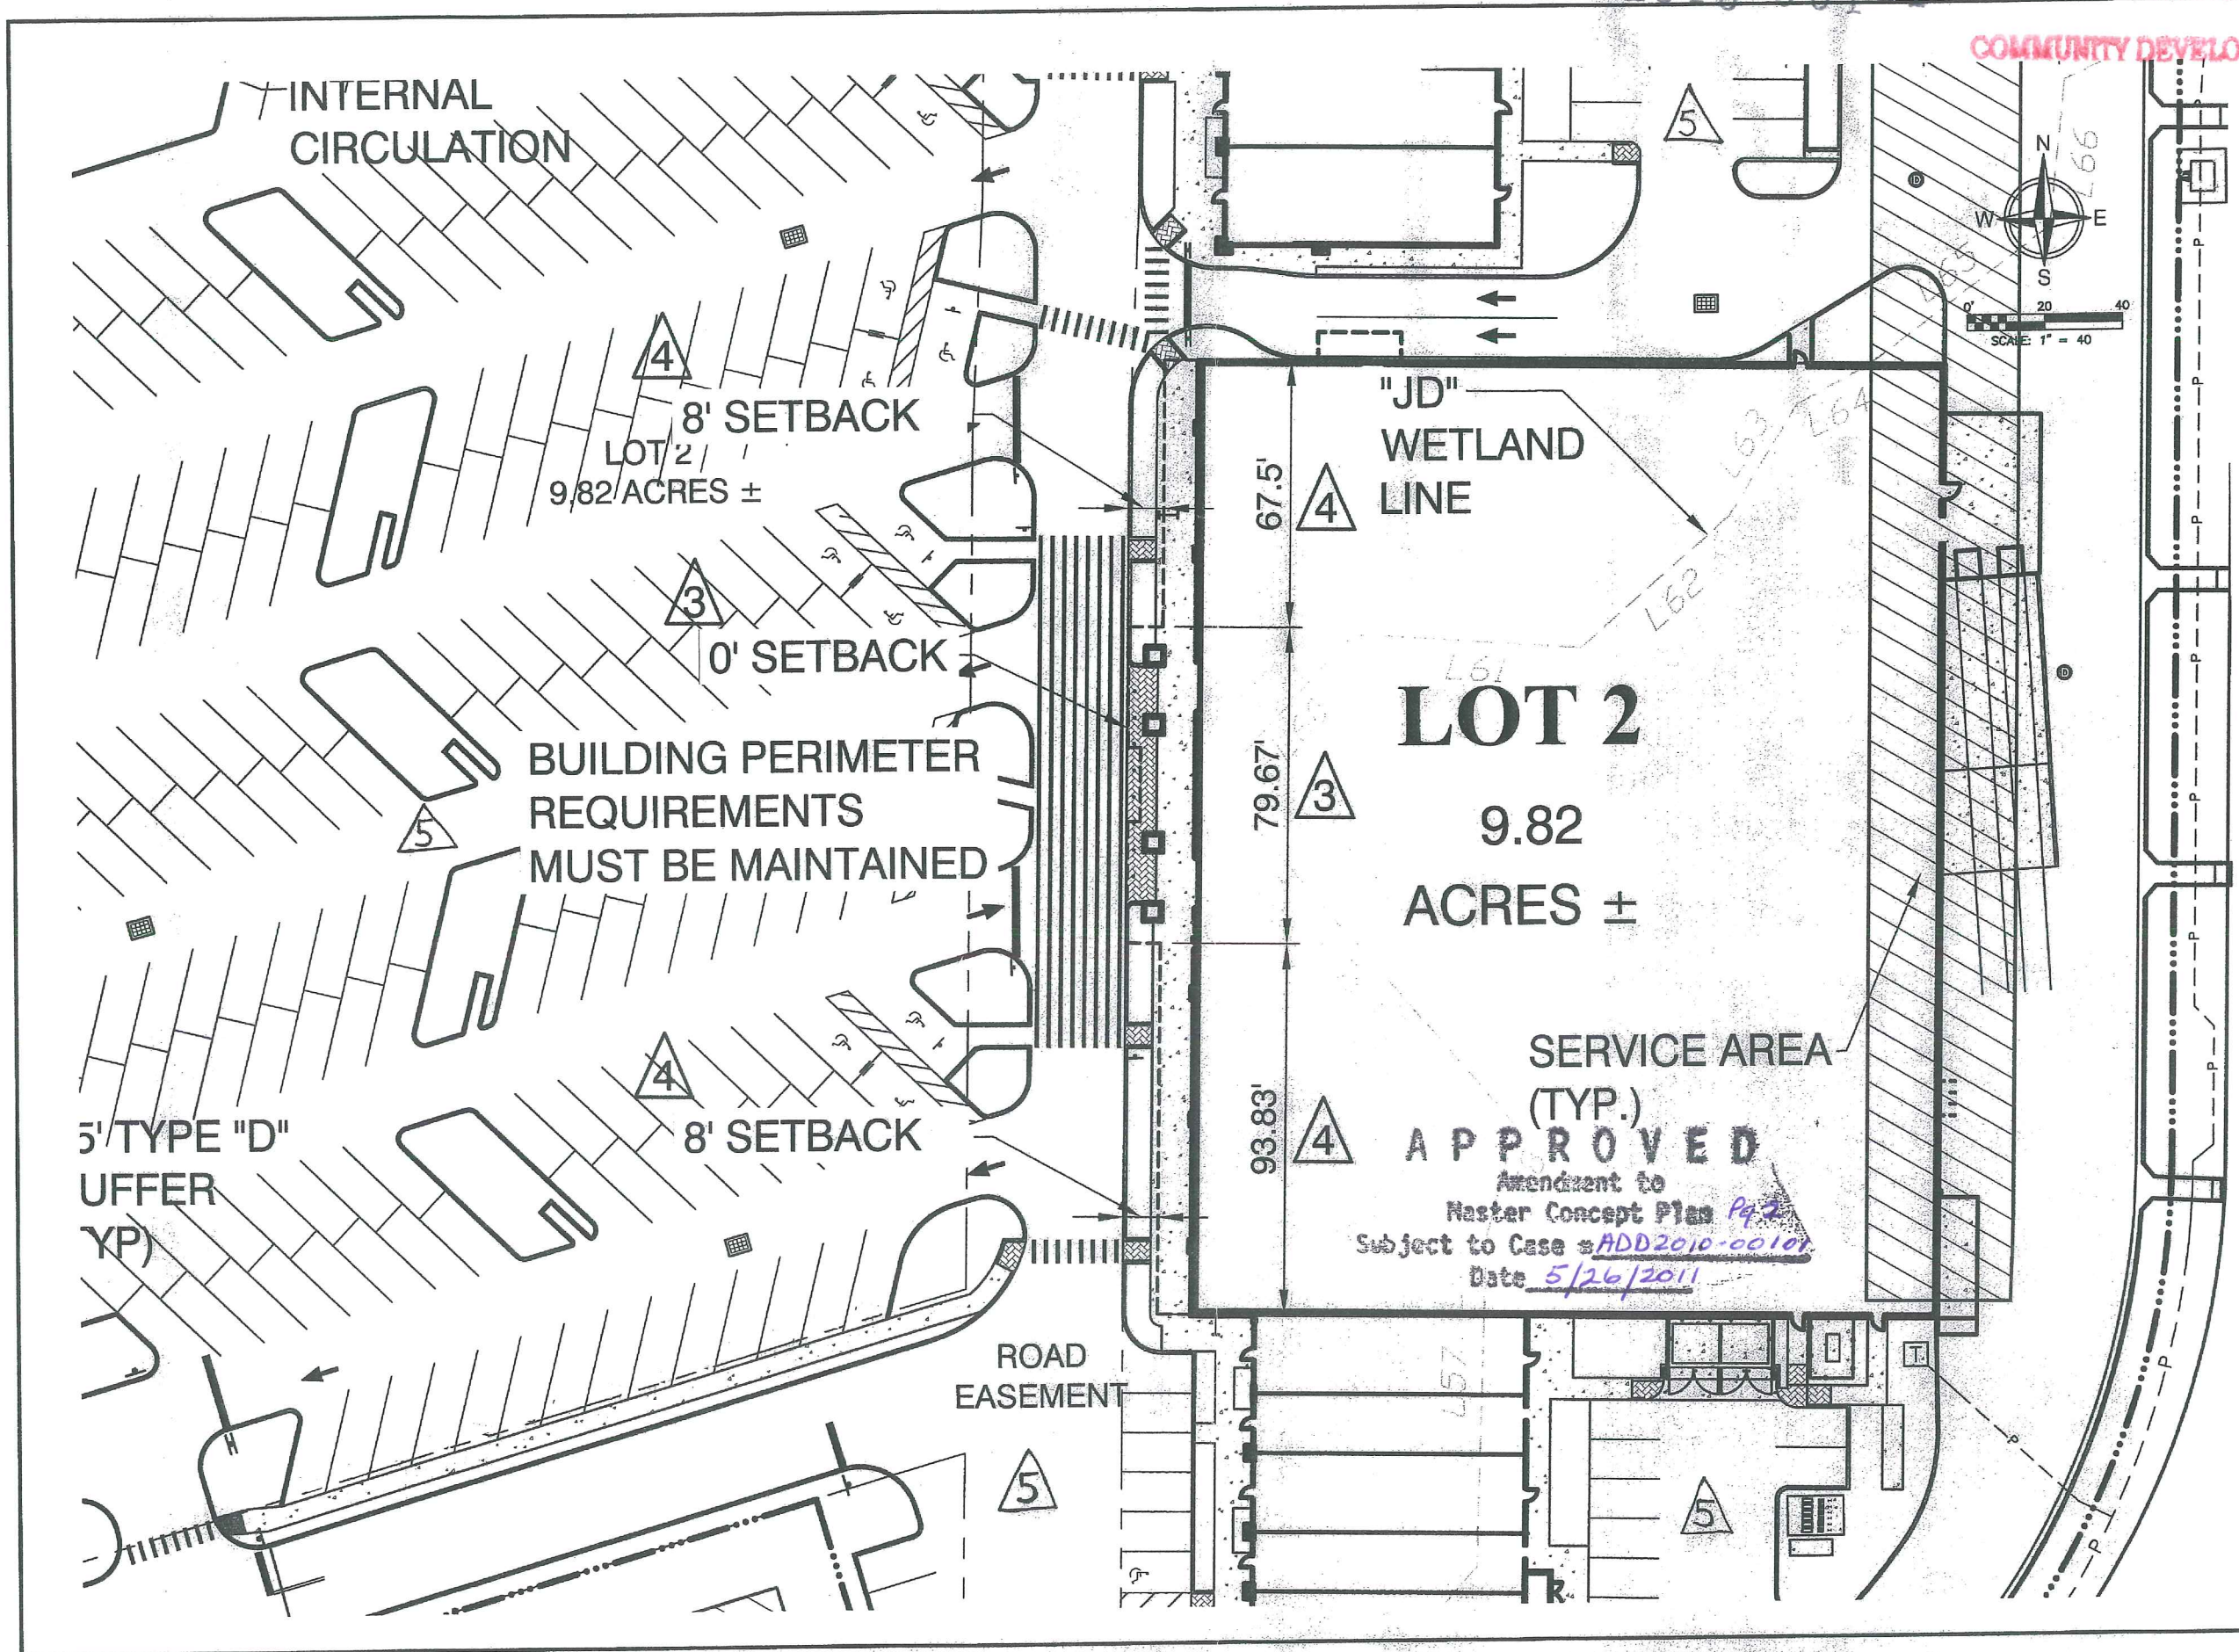 COMMUNITY DEVELO
INTERNAL
CIRCULATION
5
N
W E
S
0' 20 40
SCALE: 1" = 40
L66
L65
4
8' SETBACK
LOT 2
9.82 ACRES ±
"JD"
WETLAND
LINE
L63
L64
67.5'
4
L62
3
0' SETBACK
L61
LOT 2
9.82
ACRES ±
79.67'
3
BUILDING PERIMETER
REQUIREMENTS
MUST BE MAINTAINED
5
SERVICE AREA
(TYP.)
4
8' SETBACK
93.83'
4
5' TYPE "D"
UFFER
YP)
APPROVED
Amendment to
Master Concept Plan Pg 2
Subject to Case # ADD2010-00101
Date 5/26/2011
ROAD
EASEMENT
5
L57
5
T
P
P
P
P
P
P
P
P
P
P
D
D